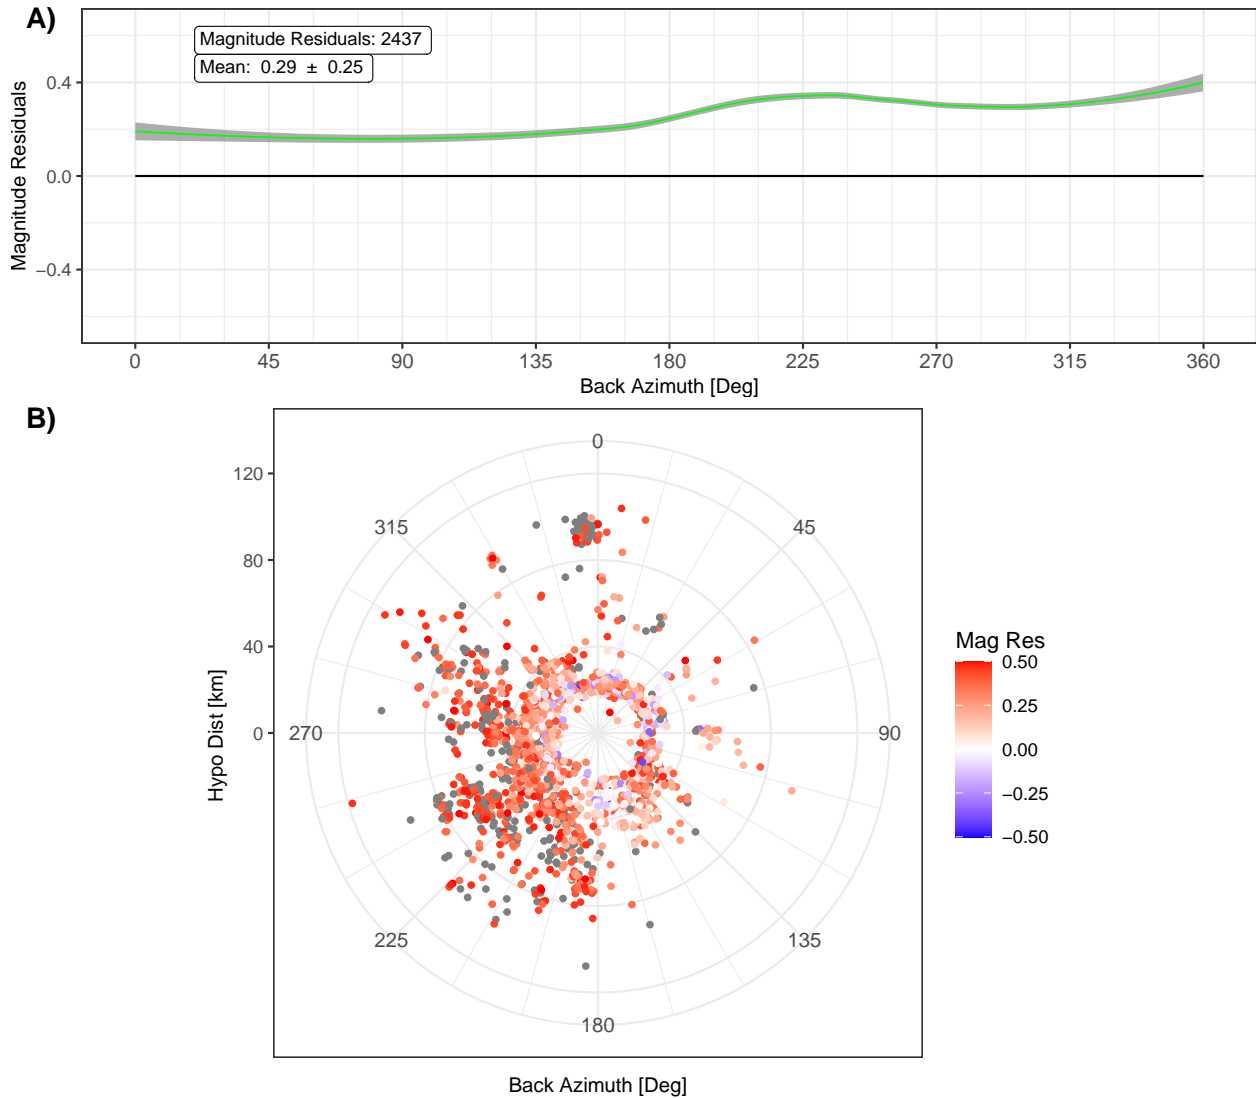 A)
Magnitude Residuals: 2437
Mean: 0.29 ± 0.25
Magnitude Residuals
0.4
0.0
−0.4
0 45 90 135 180 225 270 315 360
Back Azimuth [Deg]
B)
Hypo Dist [km]
120
80
40
0
0
45
90
135
180
225
270
315
Back Azimuth [Deg]
Mag Res
0.50
0.25
0.00
−0.25
−0.50